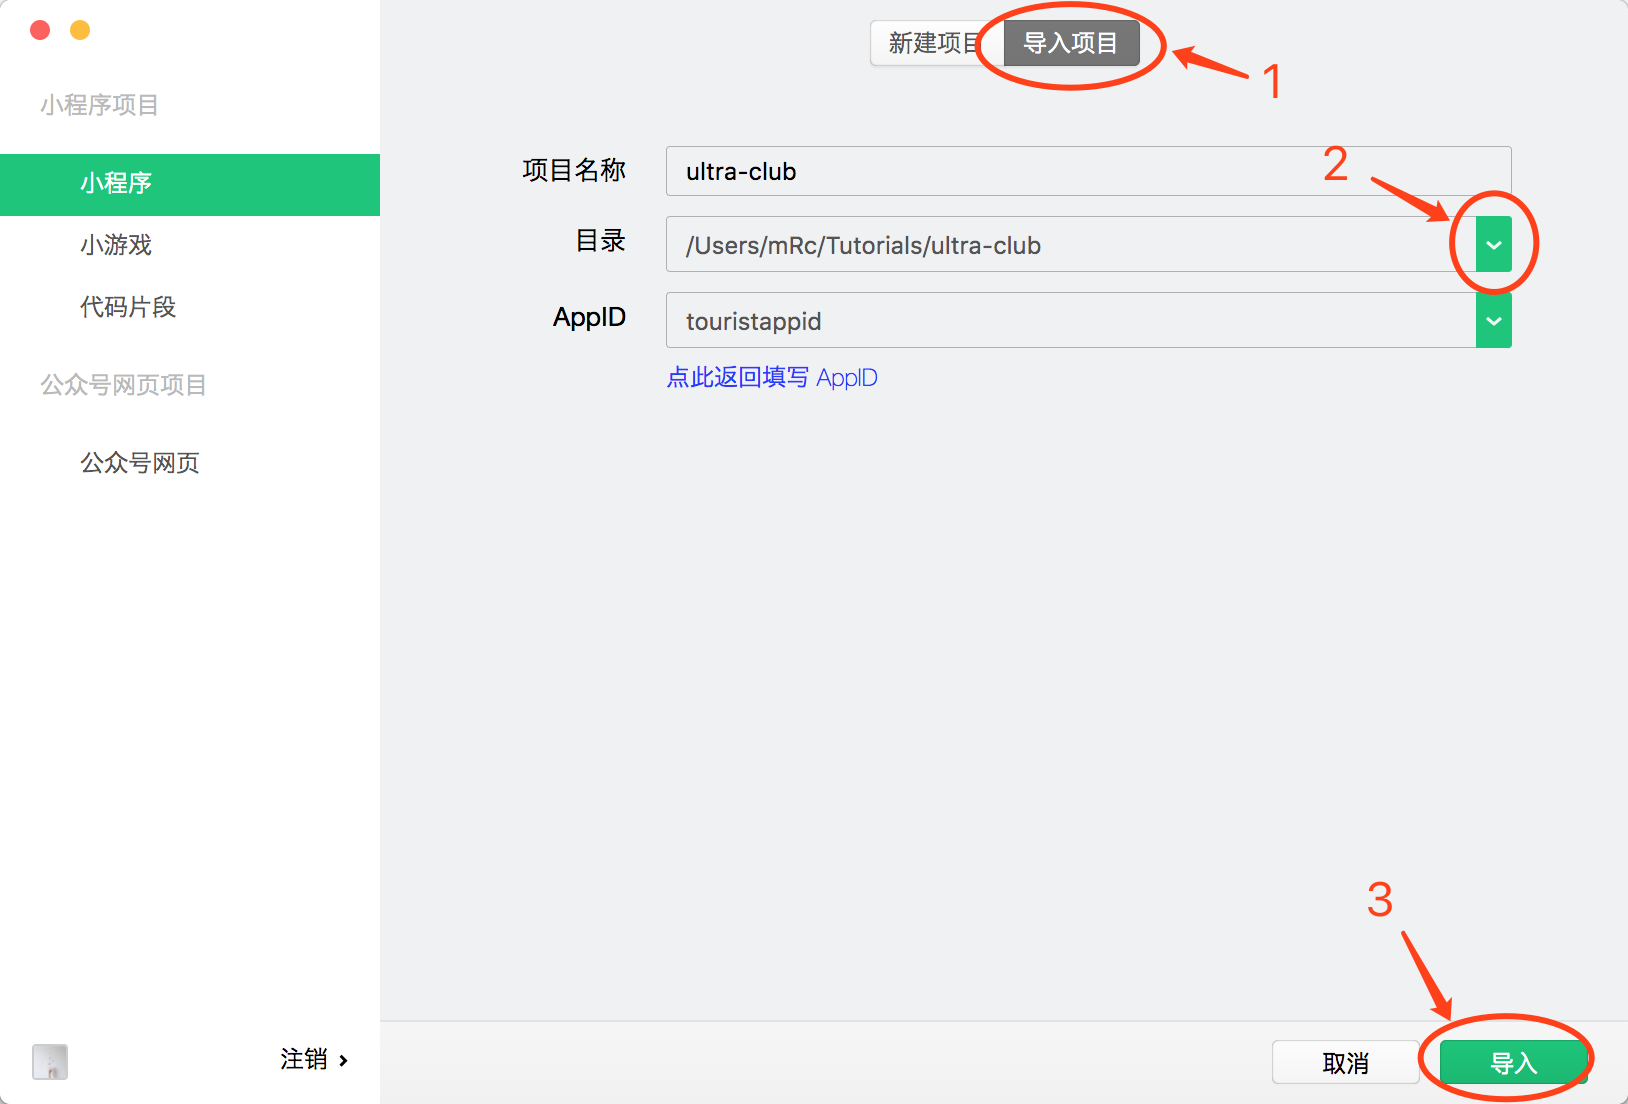 小程序项目
小程序
小游戏
代码片段
公众号网页项目
公众号网页
注销
新建项目 导入项目
1
项目名称 ultra-club
2
目录 /Users/mRc/Tutorials/ultra-club
AppID touristappid
点此返回填写 AppID
3
取消 导入